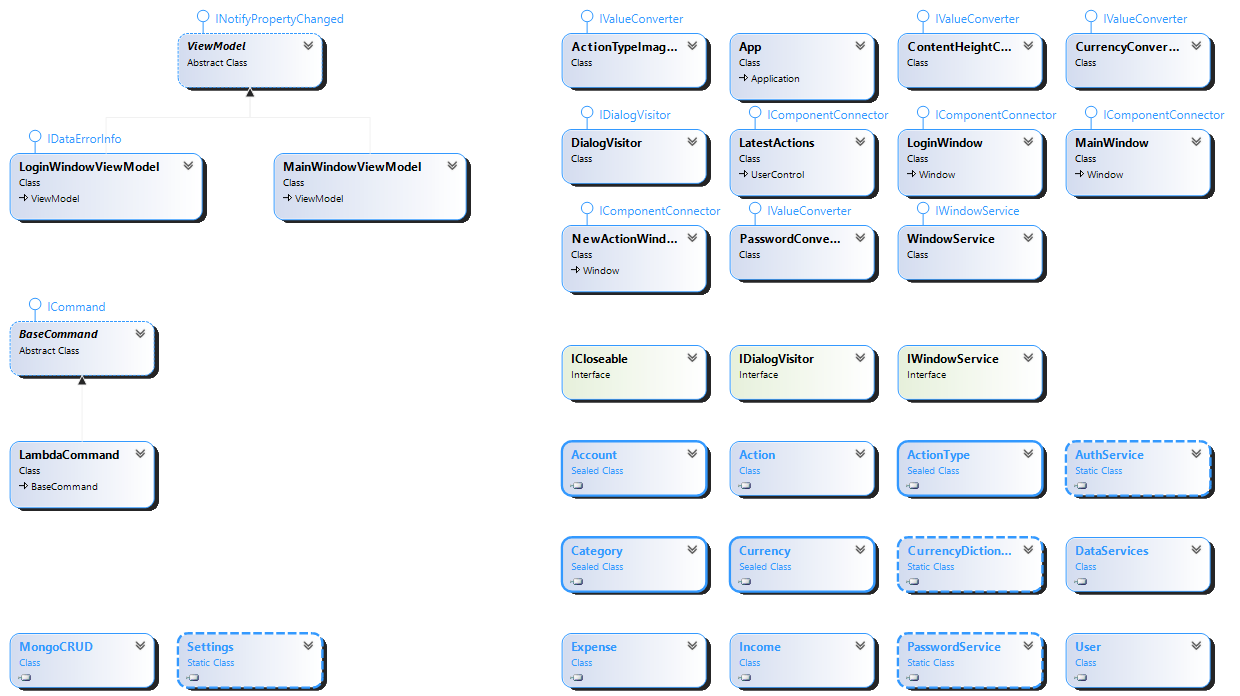 INotifyPropertyChanged
ViewModel
Abstract Class
IDataErrorInfo
LoginWindowViewModel
Class
ViewModel
MainWindowViewModel
Class
ViewModel
ICommand
BaseCommand
Abstract Class
LambdaCommand
Class
BaseCommand
MongoCRUD
Class
Settings
Static Class
IValueConverter
ActionTypeImag...
Class
App
Class
Application
IValueConverter
ContentHeightC...
Class
IValueConverter
CurrencyConver...
Class
IDialogVisitor
DialogVisitor
Class
IComponentConnector
LatestActions
Class
UserControl
IComponentConnector
LoginWindow
Class
Window
IComponentConnector
MainWindow
Class
Window
IComponentConnector
NewActionWind...
Class
Window
IValueConverter
PasswordConve...
Class
IWindowService
WindowService
Class
ICloseable
Interface
IDialogVisitor
Interface
IWindowService
Interface
Account
Sealed Class
Action
Class
ActionType
Sealed Class
AuthService
Static Class
Category
Sealed Class
Currency
Sealed Class
CurrencyDiction...
Static Class
DataServices
Class
Expense
Class
Income
Class
PasswordService
Static Class
User
Class